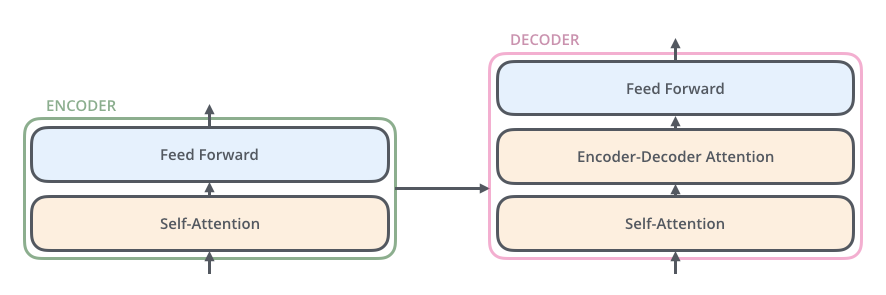 ENCODER
Feed Forward
Self-Attention
DECODER
Feed Forward
Encoder-Decoder Attention
Self-Attention